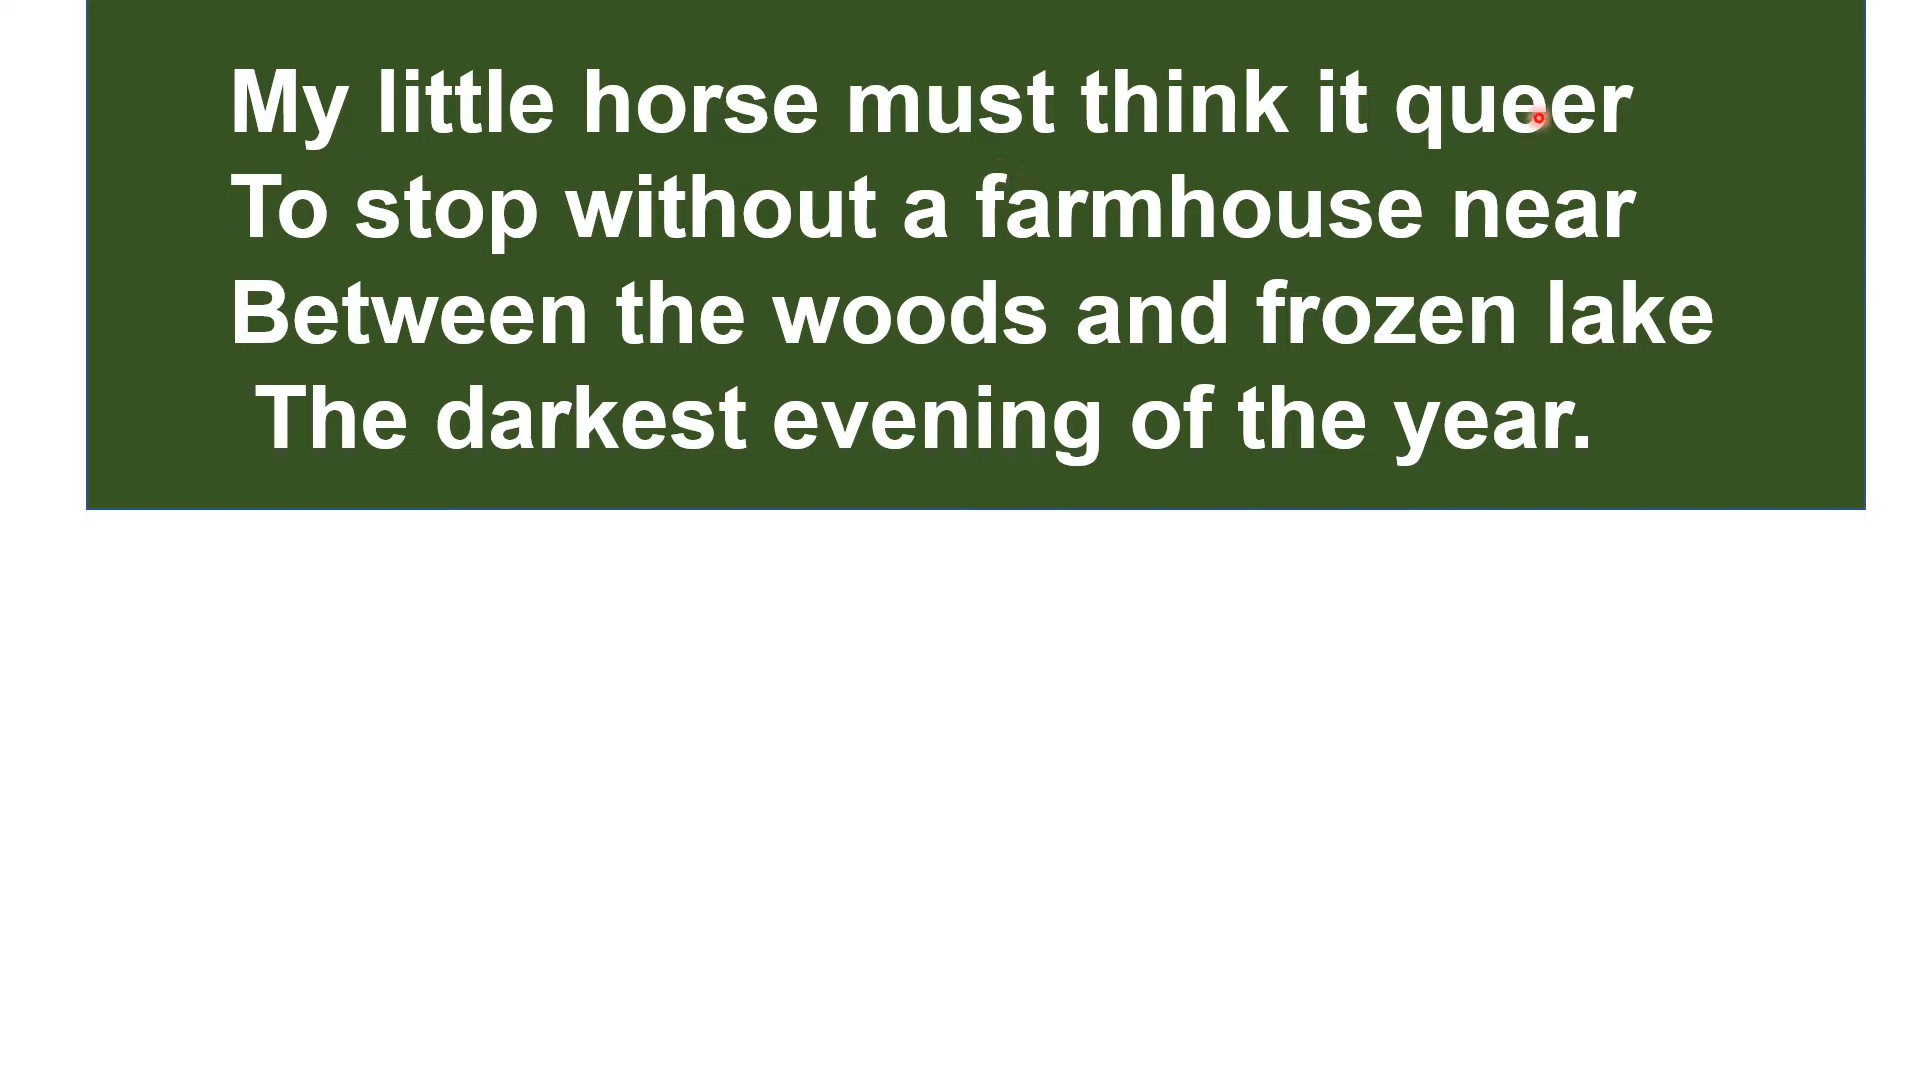 My little horse must think it queer
To stop without a farmhouse near
Between the woods and frozen lake
The darkest evening of the year.